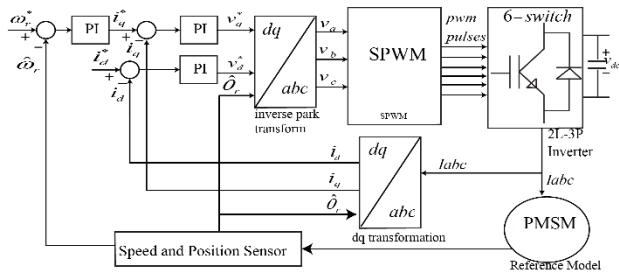 ω*r
PI
i*q
PI
v*q
dq
abc
inverse park
transform
va
vb
vc
SPWM
SPWM
pwm
pulses
6-switch
+
vdc
-
2L-3P
Inverter
+
-
ω̂r
i*d
+
-
iq
+
-
id
PI
v*d
θ̂r
id
iq
θ̂r
dq
abc
dq transformation
Iabc
Iabc
PMSM
Reference Model
Speed and Position Sensor